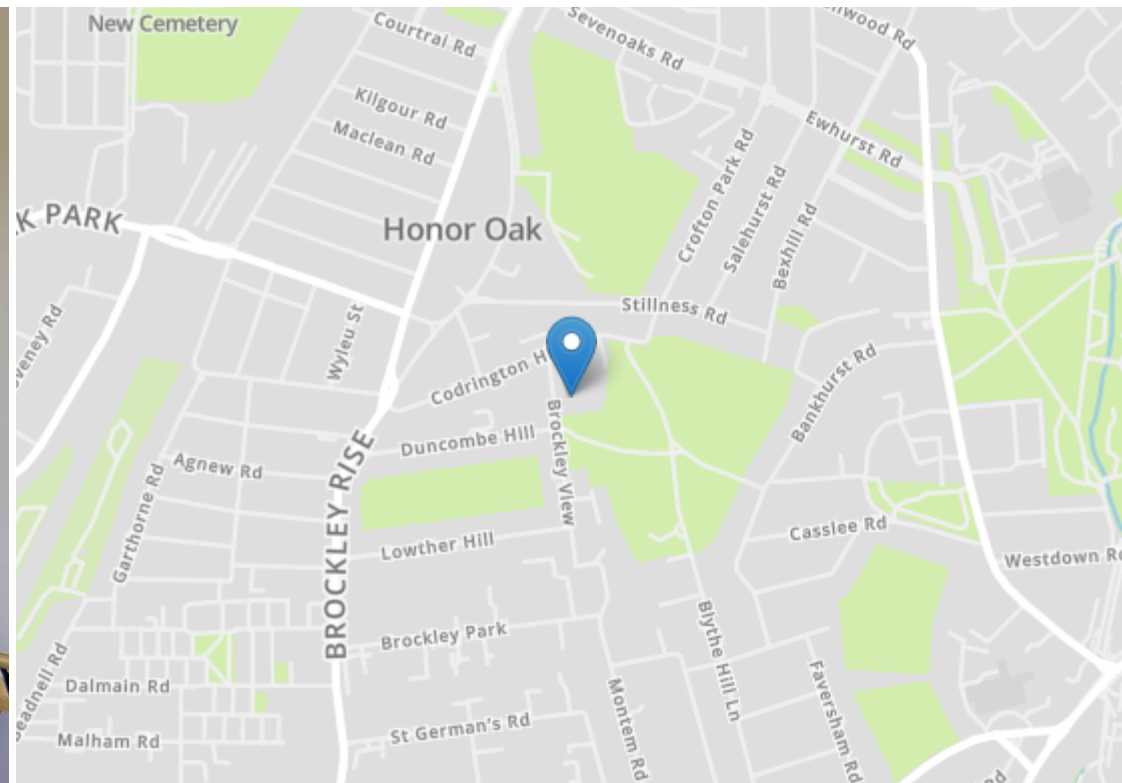 New Cemetery
Courtrai Rd
Sevenoaks Rd
Kilgour Rd
Maclean Rd
Ewhurst Rd
K PARK
Honor Oak
Crofton Park Rd
Salehurst Rd
Bexhill Rd
Stillness Rd
Wyleu St
Codrington H
Bankhurst Rd
Duncombe Hill
Brockley View
BROCKLEY RISE
Agnew Rd
Garthorne Rd
Casslee Rd
Lowther Hill
Westdown Rd
Brockley Park
Blythe Hill Ln
Dalmain Rd
Montem Rd
Faversham Rd
St German's Rd
Malham Rd
Rd